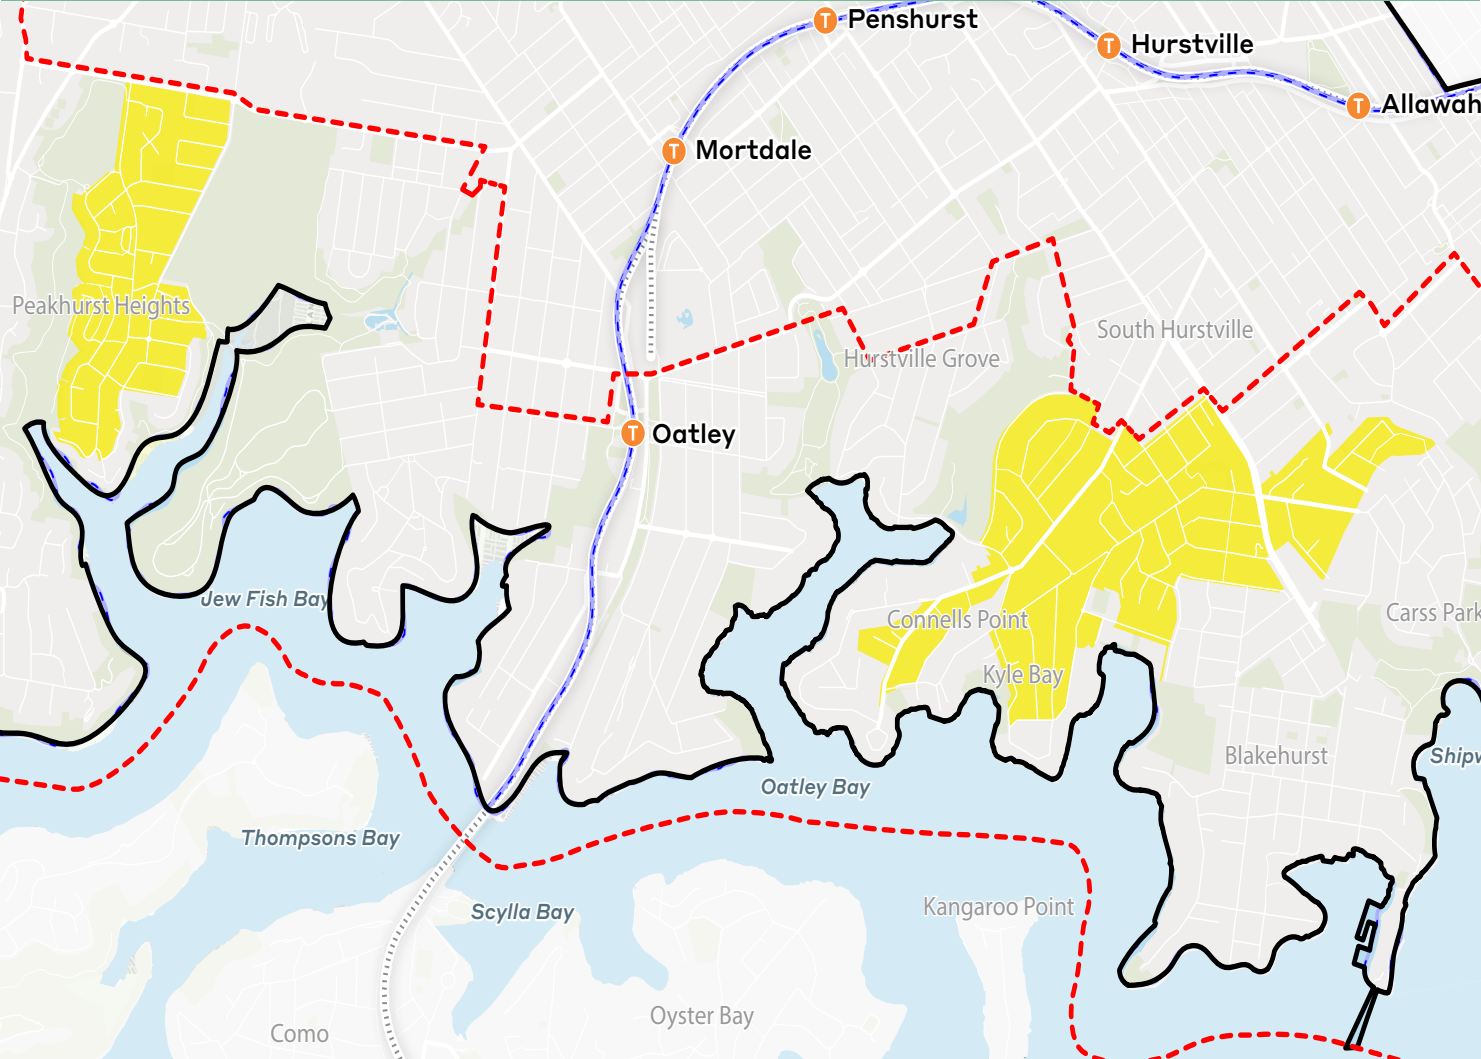 Penshurst
Hurstville
Allawah
Mortdale
Peakhurst Heights
South Hurstville
Hurstville Grove
Oatley
Jew Fish Bay
Connells Point
Carss Park
Kyle Bay
Blakehurst
Shipw
Oatley Bay
Thompsons Bay
Scylla Bay
Kangaroo Point
Oyster Bay
Como
T
T
T
T
T